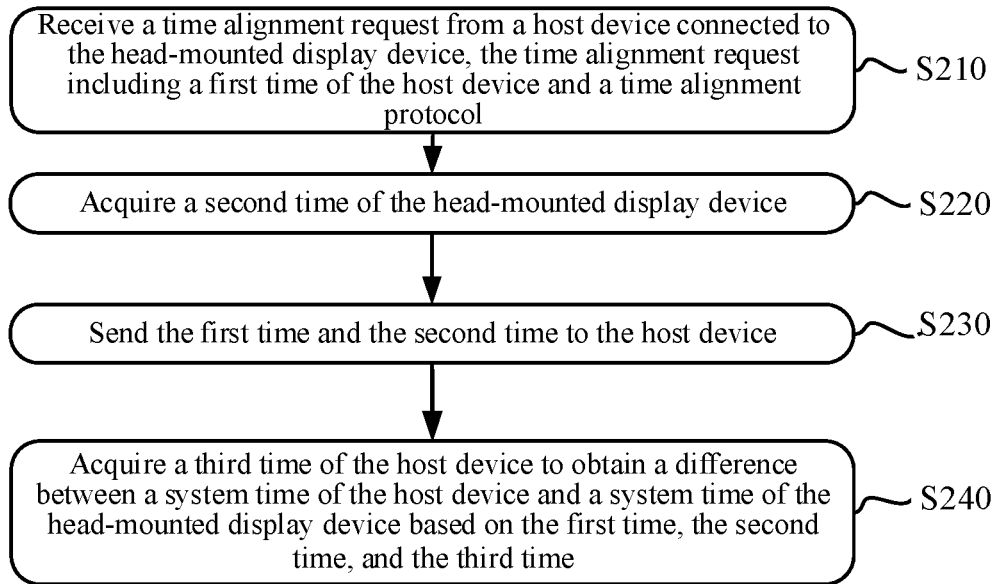 Receive a time alignment request from a host device connected
to the head-mounted display device, the time alignment request
including a first time of the host device and a time alignment
protocol
S210
Acquire a second time of the head-mounted display device
S220
Send the first time and the second time to the host device
S230
Acquire a third time of the host device to obtain a difference
between a system time of the host device and a system time of the
head-mounted display device based on the first time, the second
time, and the third time
S240